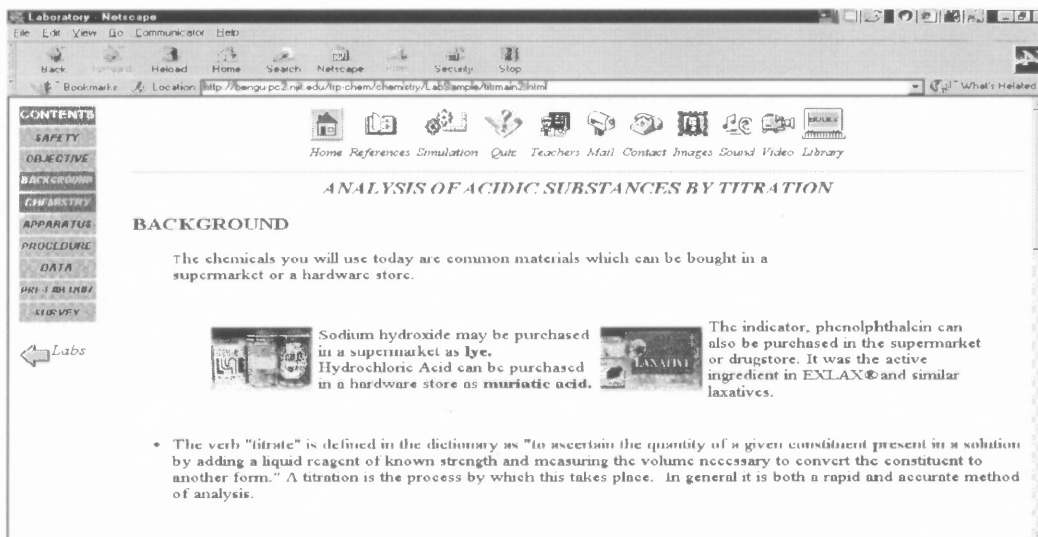 Laboratory - Netscape
File Edit View Go Communicator Help
Back Forward Reload Home Search Netscape Print Security Stop
Bookmarks Location: http://bengu-pc2.njit.edu/trp-chem/chemistry/LabSample/titrmain2.html What's Related
CONTENTS
SAFETY
OBJECTIVE
BACKGROUND
CHEMISTRY
APPARATUS
PROCEDURE
DATA
SURVEY
Labs
BOOKS
Home References Simulation Quiz Teachers Mail Contact Images Sound Video Library
ANALYSIS OF ACIDIC SUBSTANCES BY TITRATION
BACKGROUND
The chemicals you will use today are common materials which can be bought in a
supermarket or a hardware store.
Sodium hydroxide may be purchased
in a supermarket as lye.
Hydrochloric Acid can be purchased
in a hardware store as muriatic acid.
LAXATIVE
The indicator, phenolphthalein can
also be purchased in the supermarket
or drugstore. It was the active
ingredient in EXLAX® and similar
laxatives.
• The verb "titrate" is defined in the dictionary as "to ascertain the quantity of a given constituent present in a solution
by adding a liquid reagent of known strength and measuring the volume necessary to convert the constituent to
another form." A titration is the process by which this takes place. In general it is both a rapid and accurate method
of analysis.